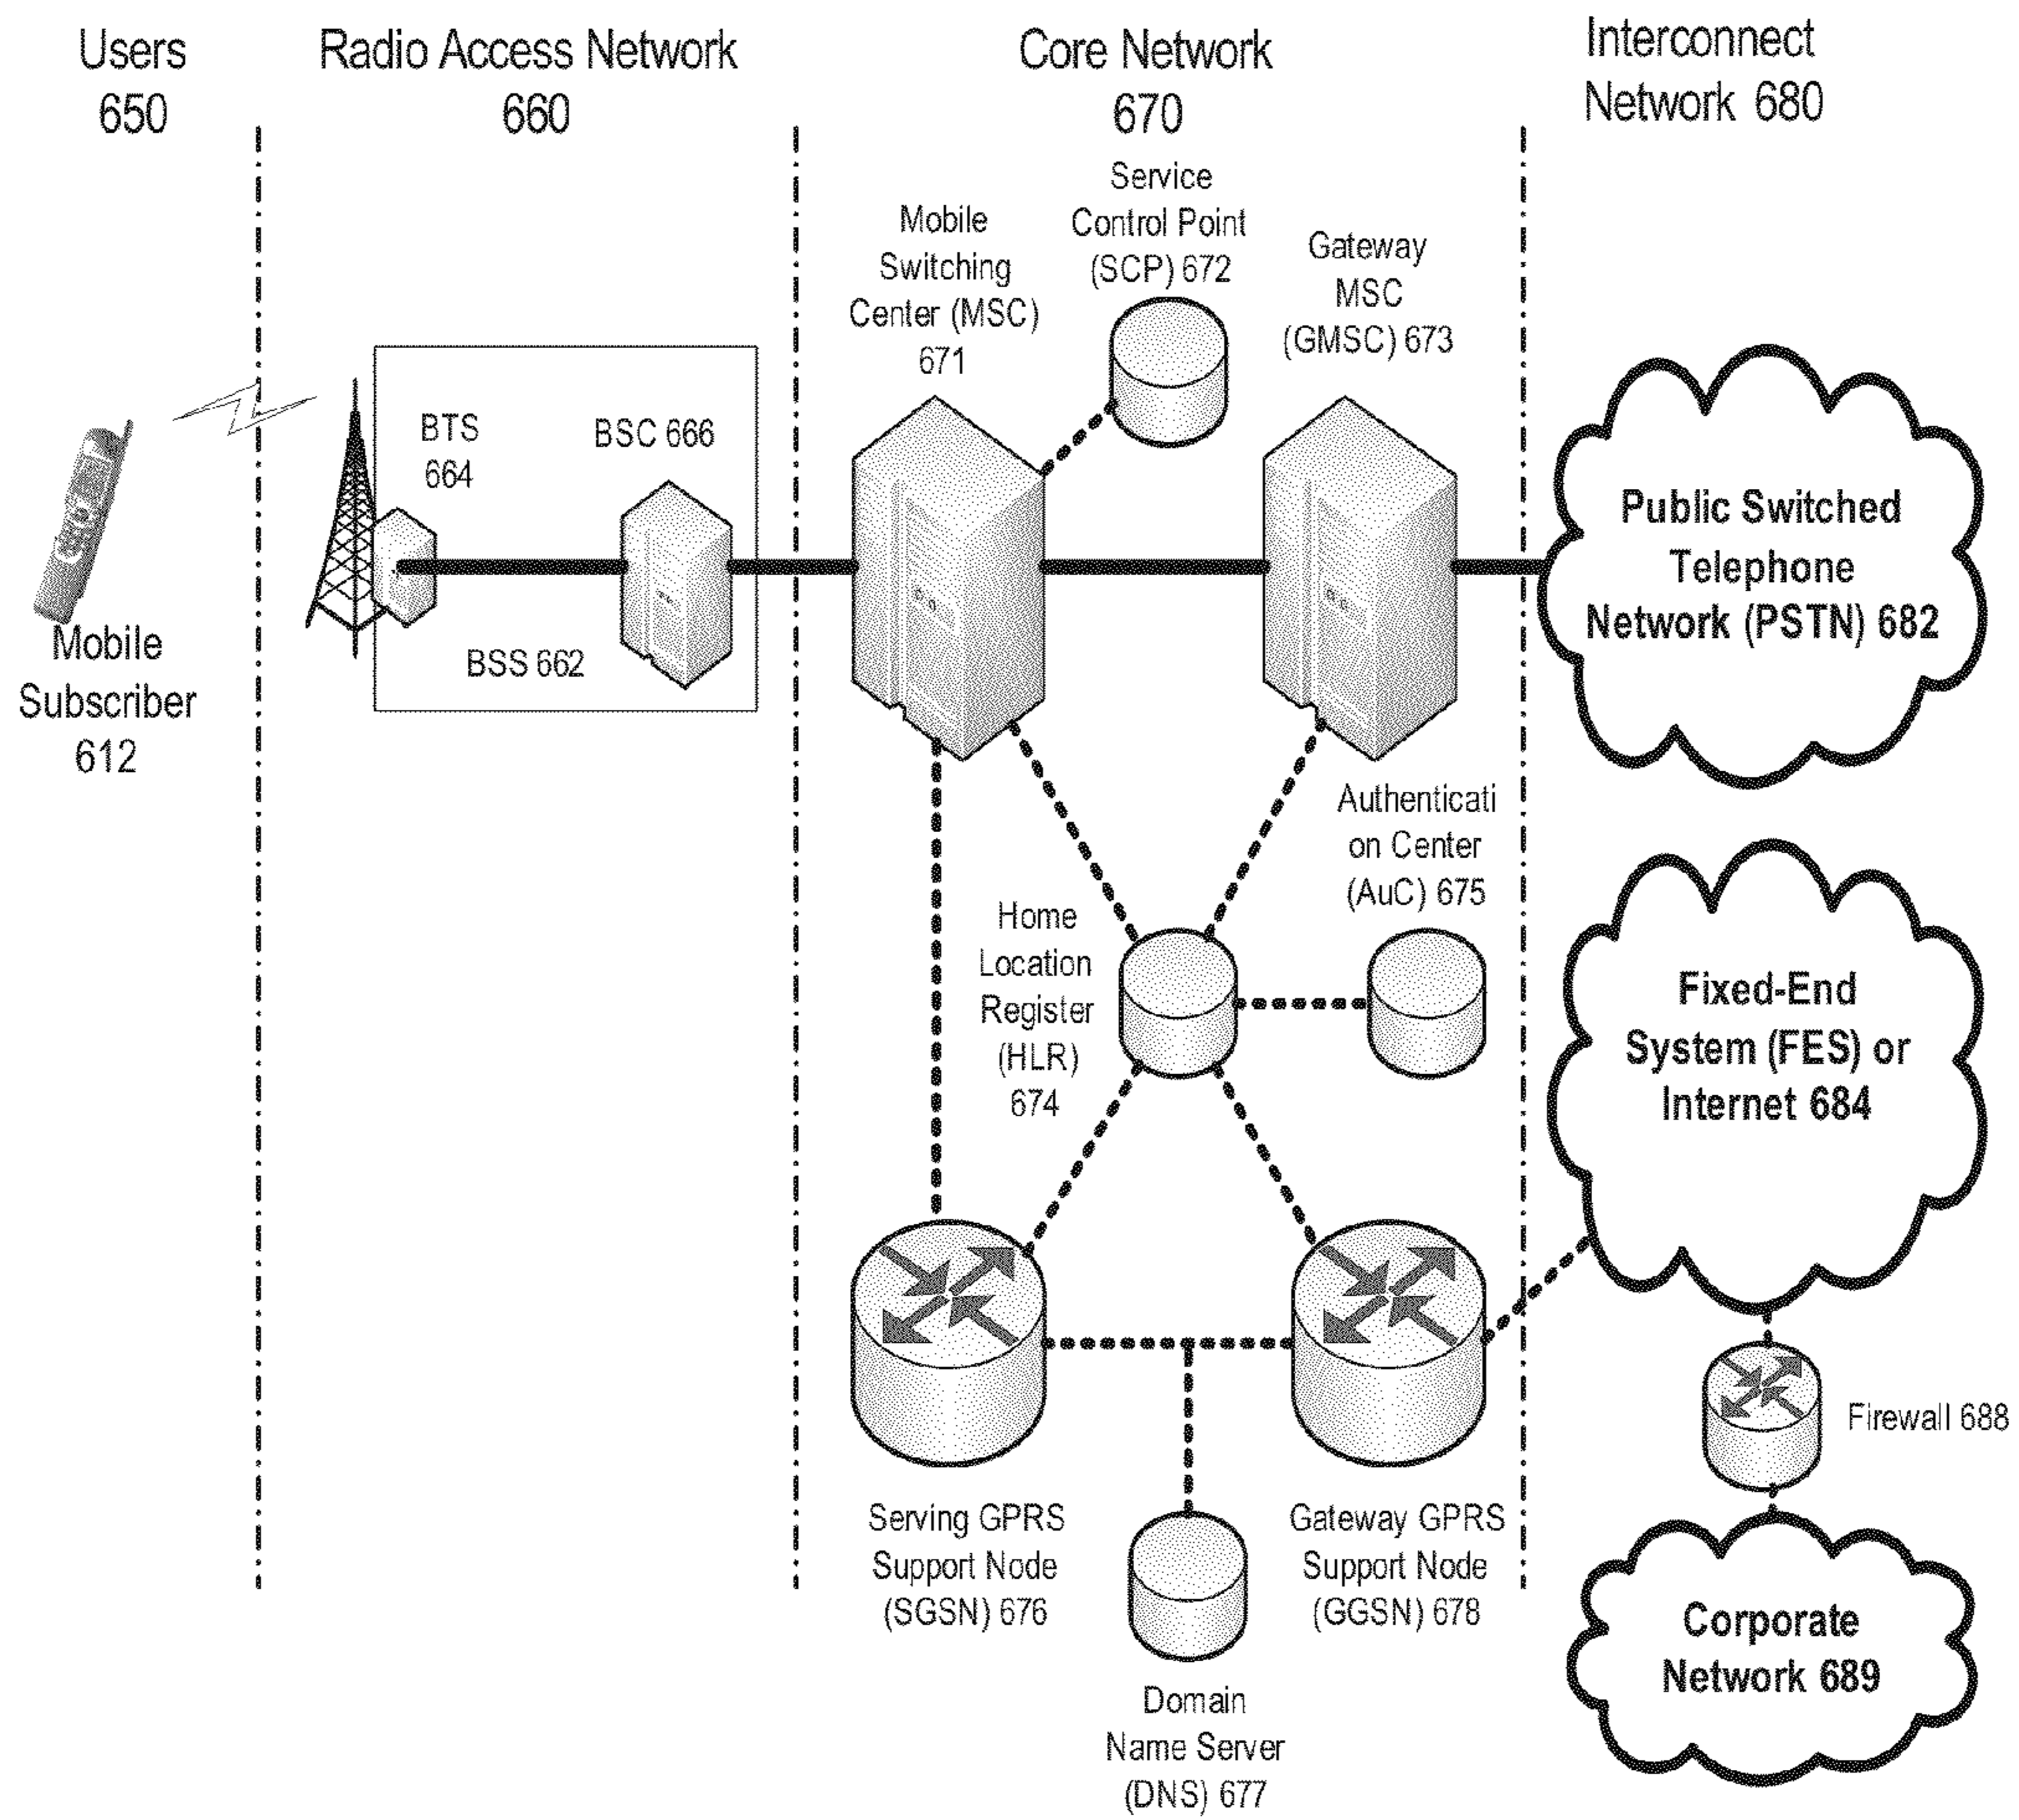 Users
650
Radio Access Network
660
Core Network
670
Interconnect
Network 680
Service
Control Point
(SCP) 672
Mobile
Switching
Center (MSC)
671
Gateway
MSC
(GMSC) 673
BTS
664
BSC 666
BSS 662
Mobile
Subscriber
612
Public Switched
Telephone
Network (PSTN) 682
Authenticati
on Center
(AuC) 675
Home
Location
Register
(HLR)
674
Fixed-End
System (FES) or
Internet 684
Firewall 688
Serving GPRS
Support Node
(SGSN) 676
Gateway GPRS
Support Node
(GGSN) 678
Domain
Name Server
(DNS) 677
Corporate
Network 689